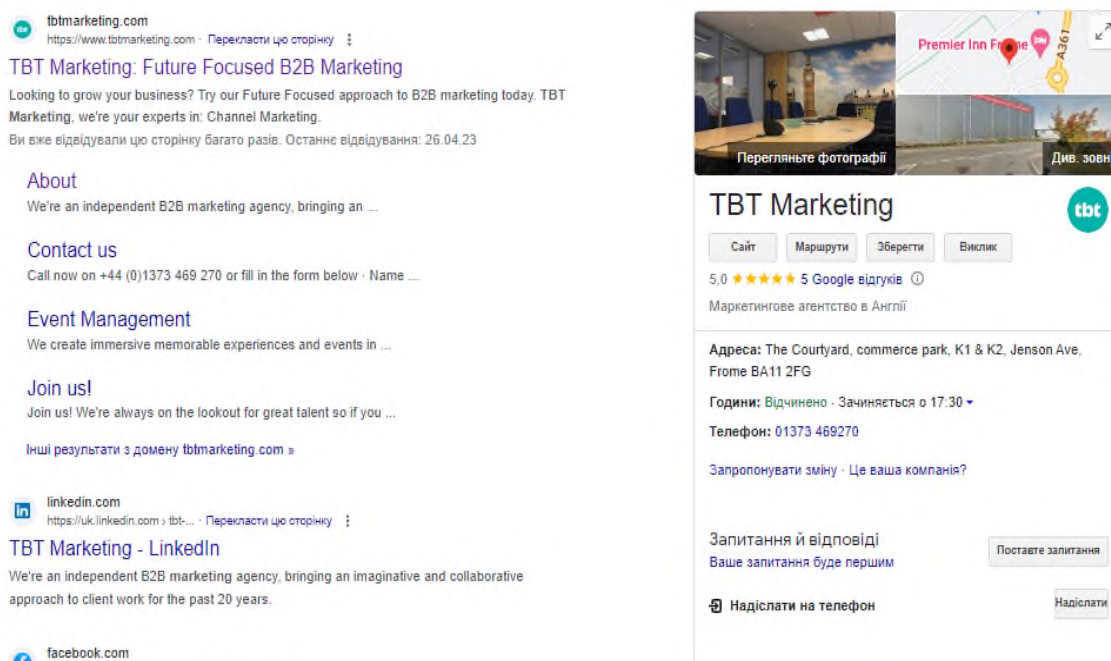 tbt
tbtmarketing.com
https://www.tbtmarketing.com · Перекласти цю сторінку
TBT Marketing: Future Focused B2B Marketing
Looking to grow your business? Try our Future Focused approach to B2B marketing today. TBT
Marketing, we're your experts in: Channel Marketing.
Ви вже відвідували цю сторінку багато разів. Останнє відвідування: 26.04.23
About
We're an independent B2B marketing agency, bringing an ...
Contact us
Call now on +44 (0)1373 469 270 or fill in the form below · Name ...
Event Management
We create immersive memorable experiences and events in ...
Join us!
Join us! We're always on the lookout for great talent so if you ...
Інші результати з домену tbtmarketing.com »
in
linkedin.com
https://uk.linkedin.com › tbt-... · Перекласти цю сторінку
TBT Marketing - LinkedIn
We're an independent B2B marketing agency, bringing an imaginative and collaborative
approach to client work for the past 20 years.
facebook.com
Premier Inn Frome
A361
Перегляньте фотографії
Див. зовн
TBT Marketing
tbt
Сайт
Маршрути
Зберегти
Виклик
5,0 ★★★★★ 5 Google відгуків
Маркетингове агентство в Англії
Адреса: The Courtyard, commerce park, K1 & K2, Jenson Ave,
Frome BA11 2FG
Години: Відчинено · Зачиняється о 17:30
Телефон: 01373 469270
Запропонувати зміну · Це ваша компанія?
Запитання й відповіді
Ваше запитання буде першим
Поставте запитання
Надіслати на телефон
Надіслати